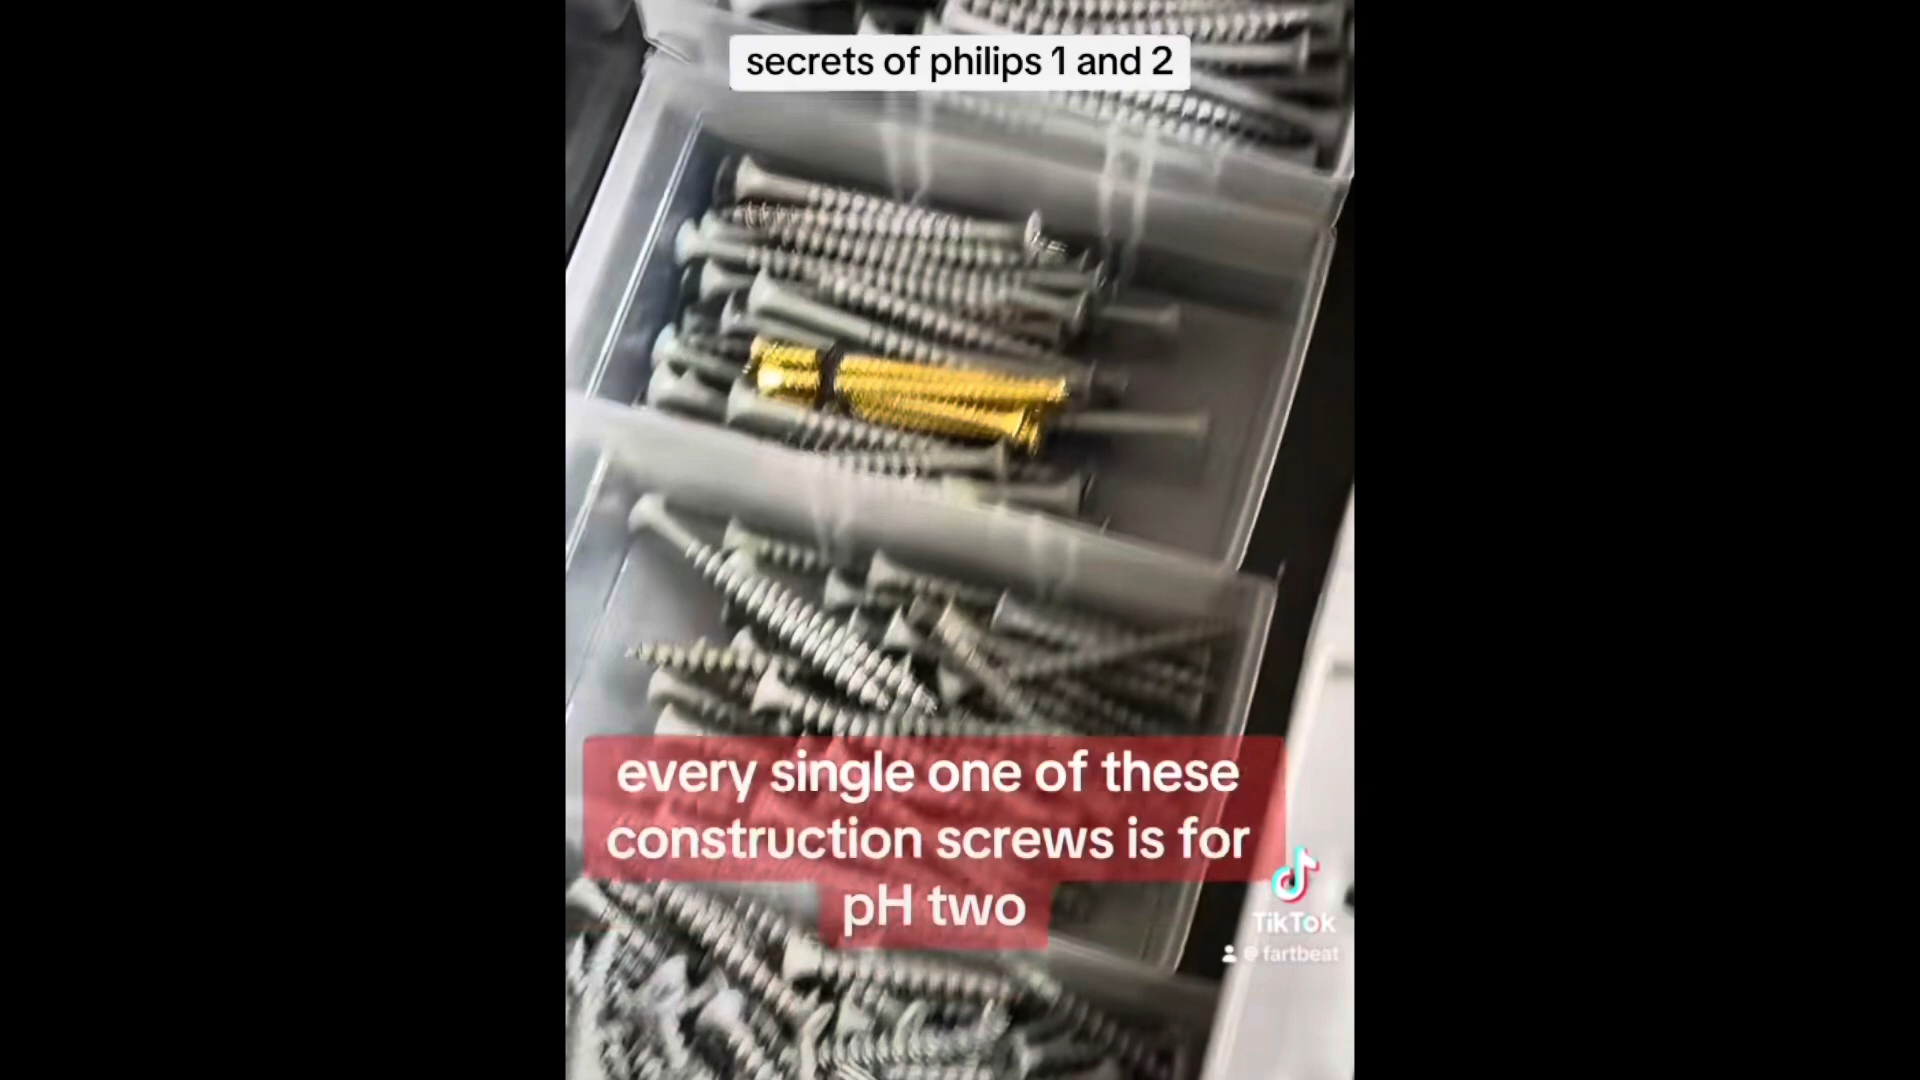 secrets of philips 1 and 2
every single one of these
construction screws is for
pH two
TikTok
@ fartbeat